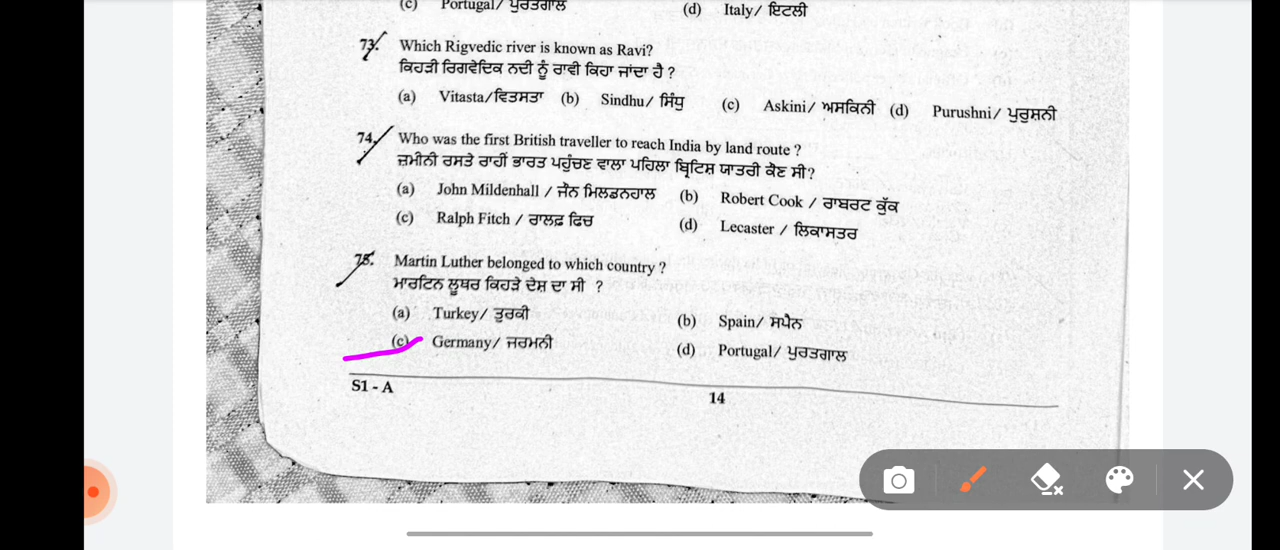 (c) Portugal/ ਪੁਰਤਗਾਲ (d) Italy/ ਇਟਲੀ
73. Which Rigvedic river is known as Ravi?
ਕਿਹੜੀ ਰਿਗਵੇਦਿਕ ਨਦੀ ਨੂੰ ਰਾਵੀ ਕਿਹਾ ਜਾਂਦਾ ਹੈ ?
(a) Vitasta/ਵਿਤਸਤਾ (b) Sindhu/ ਸਿੰਧੂ (c) Askini/ ਅਸਕਿਨੀ (d) Purushni/ ਪੁਰੁਸ਼ਨੀ
74. Who was the first British traveller to reach India by land route ?
ਜ਼ਮੀਨੀ ਰਸਤੇ ਰਾਹੀਂ ਭਾਰਤ ਪਹੁੰਚਣ ਵਾਲਾ ਪਹਿਲਾ ਬ੍ਰਿਟਿਸ਼ ਯਾਤਰੀ ਕੌਣ ਸੀ?
(a) John Mildenhall / ਜੌਨ ਮਿਲਡਨਹਾਲ (b) Robert Cook / ਰਾਬਰਟ ਕੁੱਕ
(c) Ralph Fitch / ਰਾਲਫ਼ ਫਿਚ (d) Lecaster / ਲਿਕਾਸਤਰ
75. Martin Luther belonged to which country ?
ਮਾਰਟਿਨ ਲੂਥਰ ਕਿਹੜੇ ਦੇਸ਼ ਦਾ ਸੀ ?
(a) Turkey/ ਤੁਰਕੀ (b) Spain/ ਸਪੈਨ
(c) Germany/ ਜਰਮਨੀ (d) Portugal/ ਪੁਰਤਗਾਲ
S1 - A 14